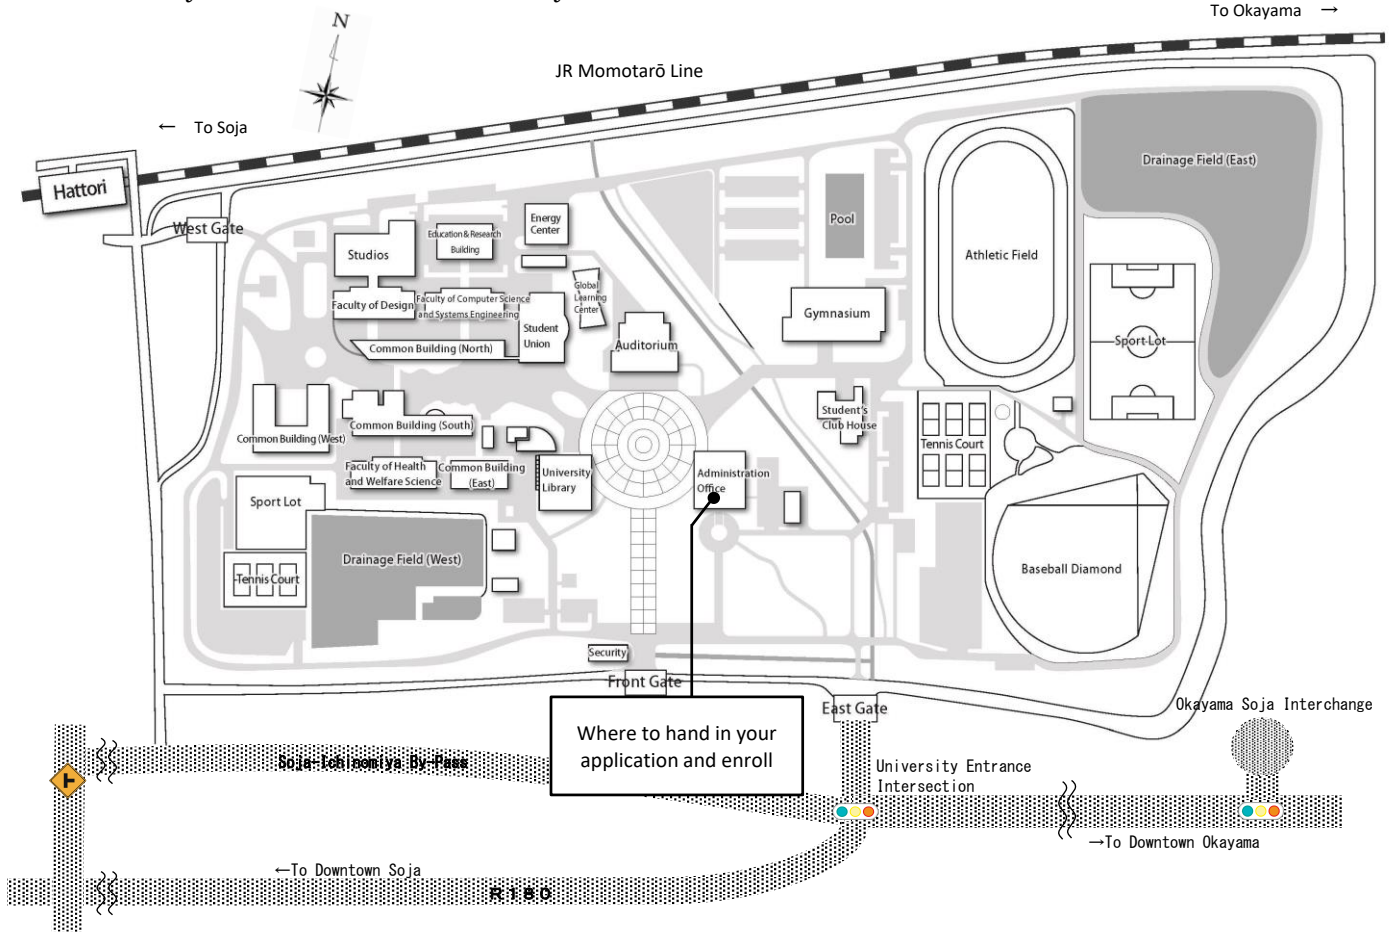 To Okayama →
N
JR Momotarō Line
← To Soja
Hattori
West Gate
Drainage Field (East)
Energy
Center
Education & Research
Building
Pool
Studios
Athletic Field
Global
Learning
Center
Faculty of Design
Faculty of Computer Science
and Systems Engineering
Student
Union
Gymnasium
Common Building (North)
Auditorium
Sport Lot
Student's
Club House
Common Building (West)
Common Building (South)
Tennis Court
Faculty of Health
and Welfare Science
Common Building
(East)
University
Library
Administration
Office
Sport Lot
Drainage Field (West)
Tennis Court
Baseball Diamond
Security
Front Gate
East Gate
Okayama Soja Interchange
Where to hand in your
application and enroll
Soja-Ichinomiya By-Pass
University Entrance
Intersection
→To Downtown Okayama
←To Downtown Soja
R180